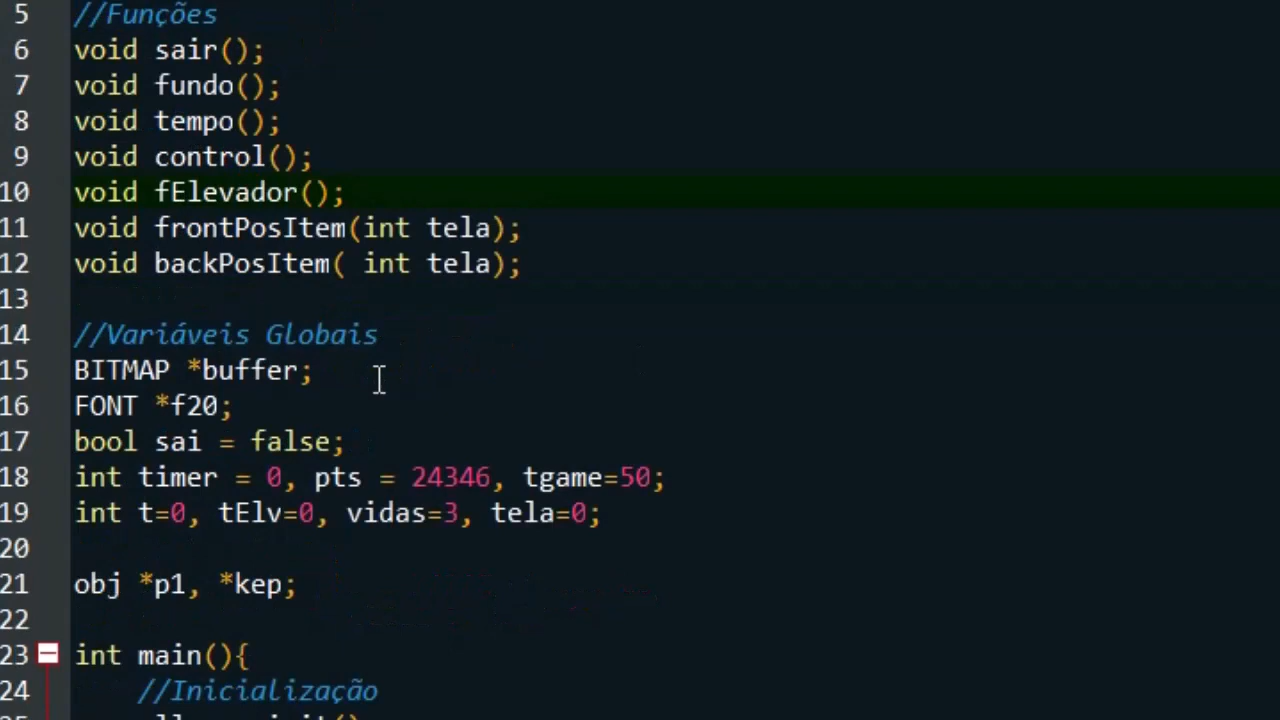 5 //Funções
6 void sair();
7 void fundo();
8 void tempo();
9 void control();
10 void fElevador();
11 void frontPosItem(int tela);
12 void backPosItem( int tela);
13
14 //Variáveis Globais
15 BITMAP *buffer;
16 FONT *f20;
17 bool sai = false;
18 int timer = 0, pts = 24346, tgame=50;
19 int t=0, tElv=0, vidas=3, tela=0;
20
21 obj *p1, *kep;
22
23 int main(){
24 //Inicialização